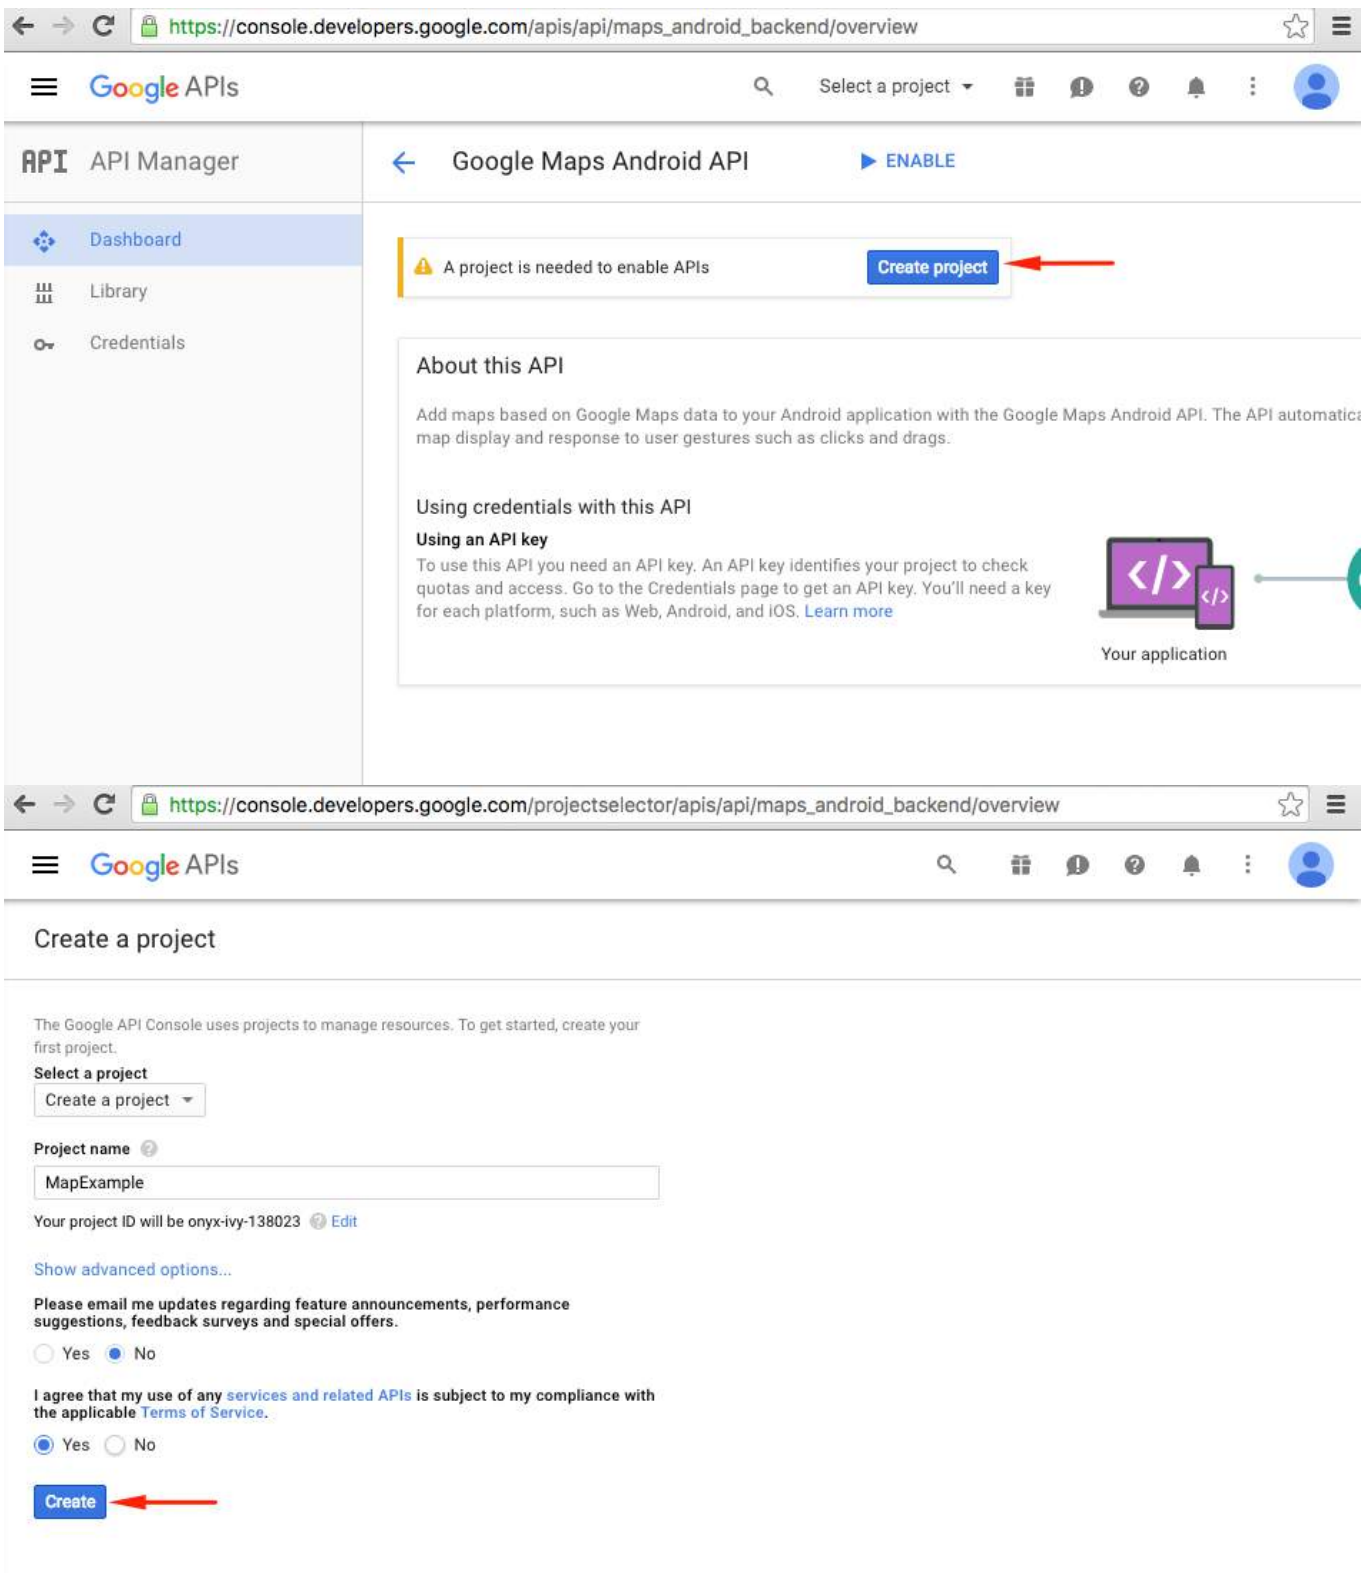 https://console.developers.google.com/apis/api/maps_android_backend/overview
Google APIs
Select a project
API API Manager
Google Maps Android API
ENABLE
Dashboard
A project is needed to enable APIs
Create project
Library
Credentials
About this API
Add maps based on Google Maps data to your Android application with the Google Maps Android API. The API automatica
map display and response to user gestures such as clicks and drags.
Using credentials with this API
Using an API key
To use this API you need an API key. An API key identifies your project to check
quotas and access. Go to the Credentials page to get an API key. You'll need a key
for each platform, such as Web, Android, and iOS. Learn more
</>
</>
Your application
https://console.developers.google.com/projectselector/apis/api/maps_android_backend/overview
Google APIs
Create a project
The Google API Console uses projects to manage resources. To get started, create your
first project.
Select a project
Create a project
Project name
MapExample
Your project ID will be onyx-ivy-138023 Edit
Show advanced options...
Please email me updates regarding feature announcements, performance
suggestions, feedback surveys and special offers.
Yes No
I agree that my use of any services and related APIs is subject to my compliance with
the applicable Terms of Service.
Yes No
Create